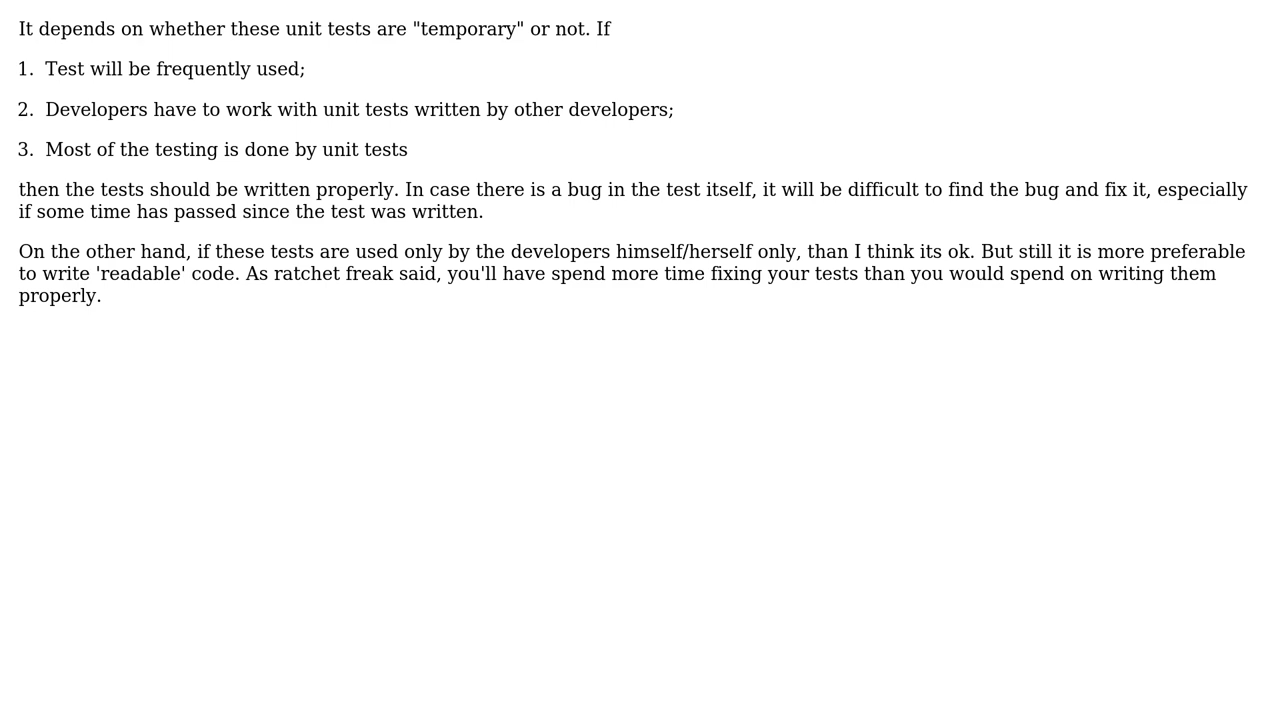 It depends on whether these unit tests are "temporary" or not. If
1. Test will be frequently used;
2. Developers have to work with unit tests written by other developers;
3. Most of the testing is done by unit tests
then the tests should be written properly. In case there is a bug in the test itself, it will be difficult to find the bug and fix it, especially
if some time has passed since the test was written.
On the other hand, if these tests are used only by the developers himself/herself only, than I think its ok. But still it is more preferable
to write 'readable' code. As ratchet freak said, you'll have spend more time fixing your tests than you would spend on writing them
properly.